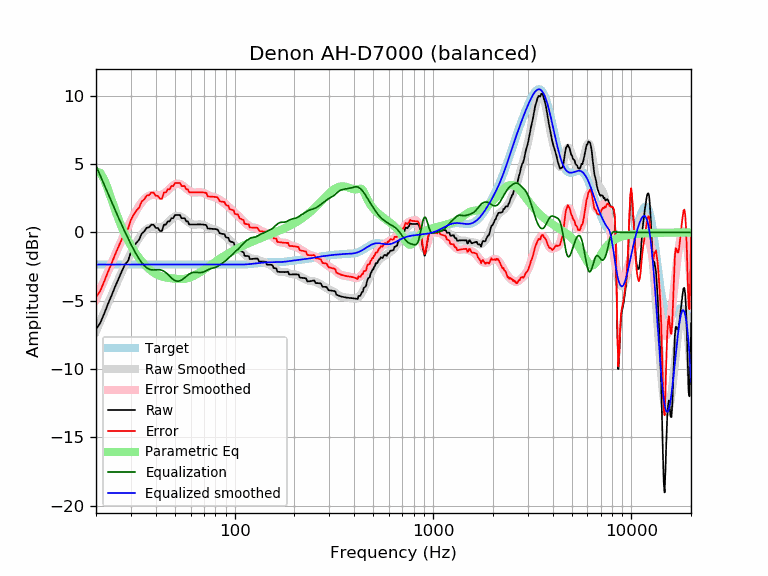 Denon AH-D7000 (balanced)
10
5
0
−5
−10
−15
−20
Amplitude (dBr)
Target
Raw Smoothed
Error Smoothed
Raw
Error
Parametric Eq
Equalization
Equalized smoothed
100 1000 10000
Frequency (Hz)